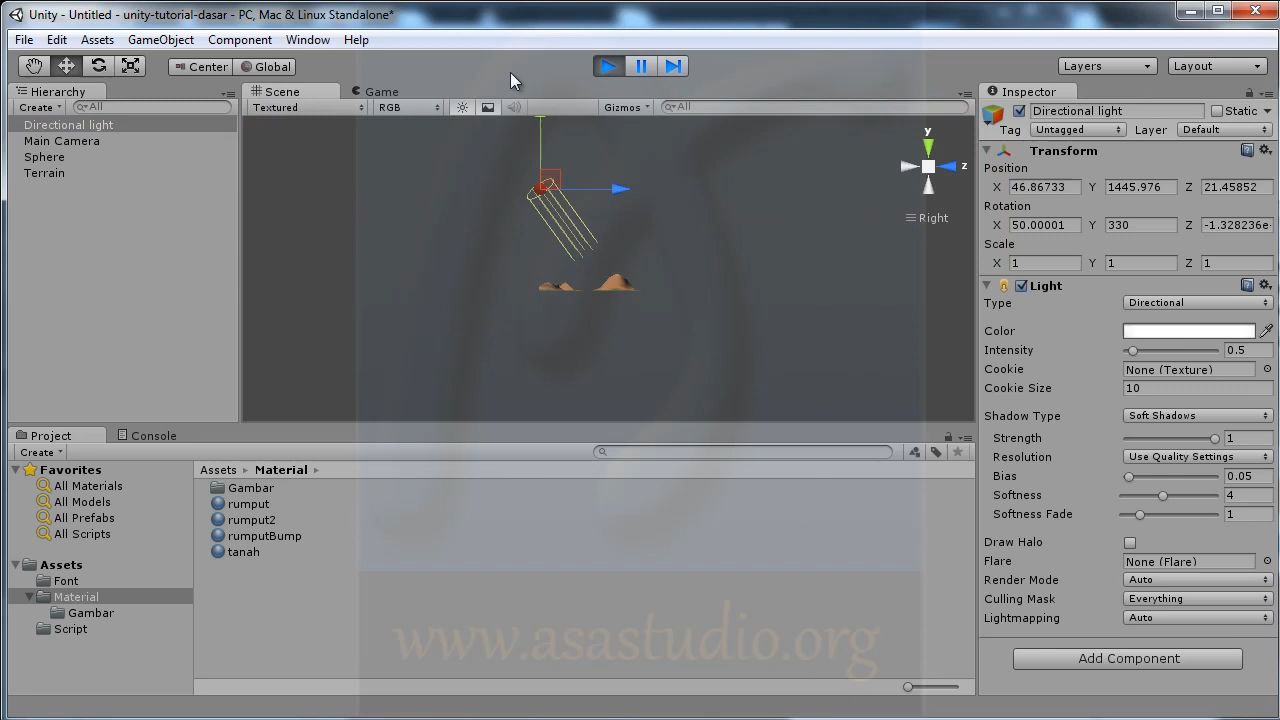 Unity - Untitled - unity-tutorial-dasar - PC, Mac & Linux Standalone*
File Edit Assets GameObject Component Window Help
Center Global Layers Layout
Hierarchy
Create All
Directional light
Main Camera
Sphere
Terrain
Scene Game
Textured RGB Gizmos All
y
z
Right
Inspector
Directional light Static
Tag Untagged Layer Default
Transform
Position
X 46.86733 Y 1445.976 Z 21.45852
Rotation
X 50.00001 Y 330 Z -1.328236e-
Scale
X 1 Y 1 Z 1
Light
Type Directional
Color
Intensity 0.5
Cookie None (Texture)
Cookie Size 10
Shadow Type Soft Shadows
Strength 1
Resolution Use Quality Settings
Bias 0.05
Softness 4
Softness Fade 1
Draw Halo
Flare None (Flare)
Render Mode Auto
Culling Mask Everything
Lightmapping Auto
Add Component
Project Console
Create
Favorites
All Materials
All Models
All Prefabs
All Scripts
Assets
Font
Material
Gambar
Script
Assets Material
Gambar
rumput
rumput2
rumputBump
tanah
www.asastudio.org